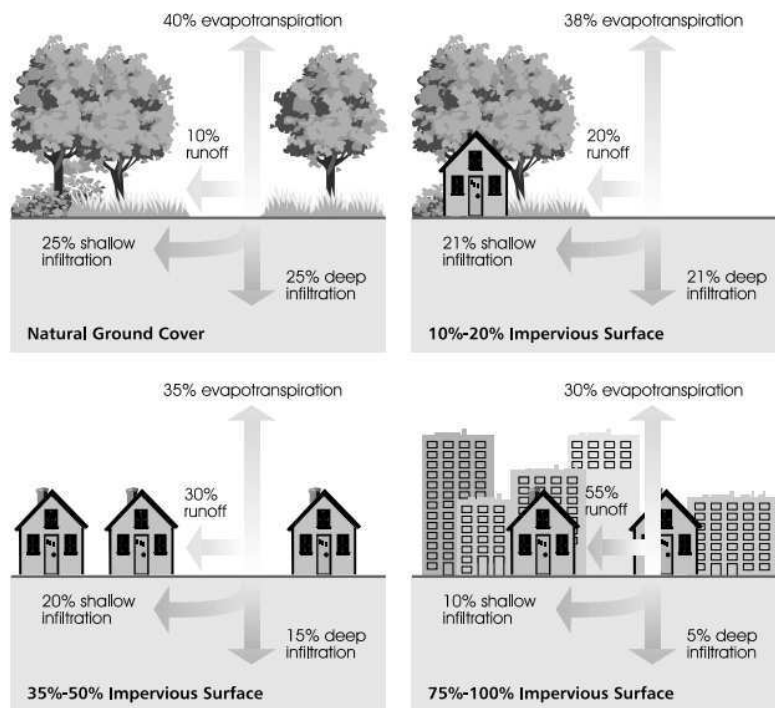 40% evapotranspiration
10%
runoff
25% shallow
infiltration
25% deep
infiltration
Natural Ground Cover
38% evapotranspiration
20%
runoff
21% shallow
infiltration
21% deep
infiltration
10%-20% Impervious Surface
35% evapotranspiration
30%
runoff
20% shallow
infiltration
15% deep
infiltration
35%-50% Impervious Surface
30% evapotranspiration
55%
runoff
10% shallow
infiltration
5% deep
infiltration
75%-100% Impervious Surface